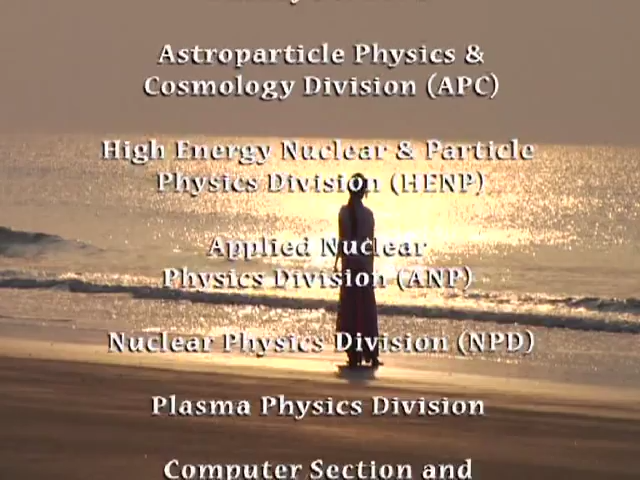 Astroparticle Physics &
Cosmology Division (APC)
High Energy Nuclear & Particle
Physics Division (HENP)
Applied Nuclear
Physics Division (ANP)
Nuclear Physics Division (NPD)
Plasma Physics Division
Computer Section and